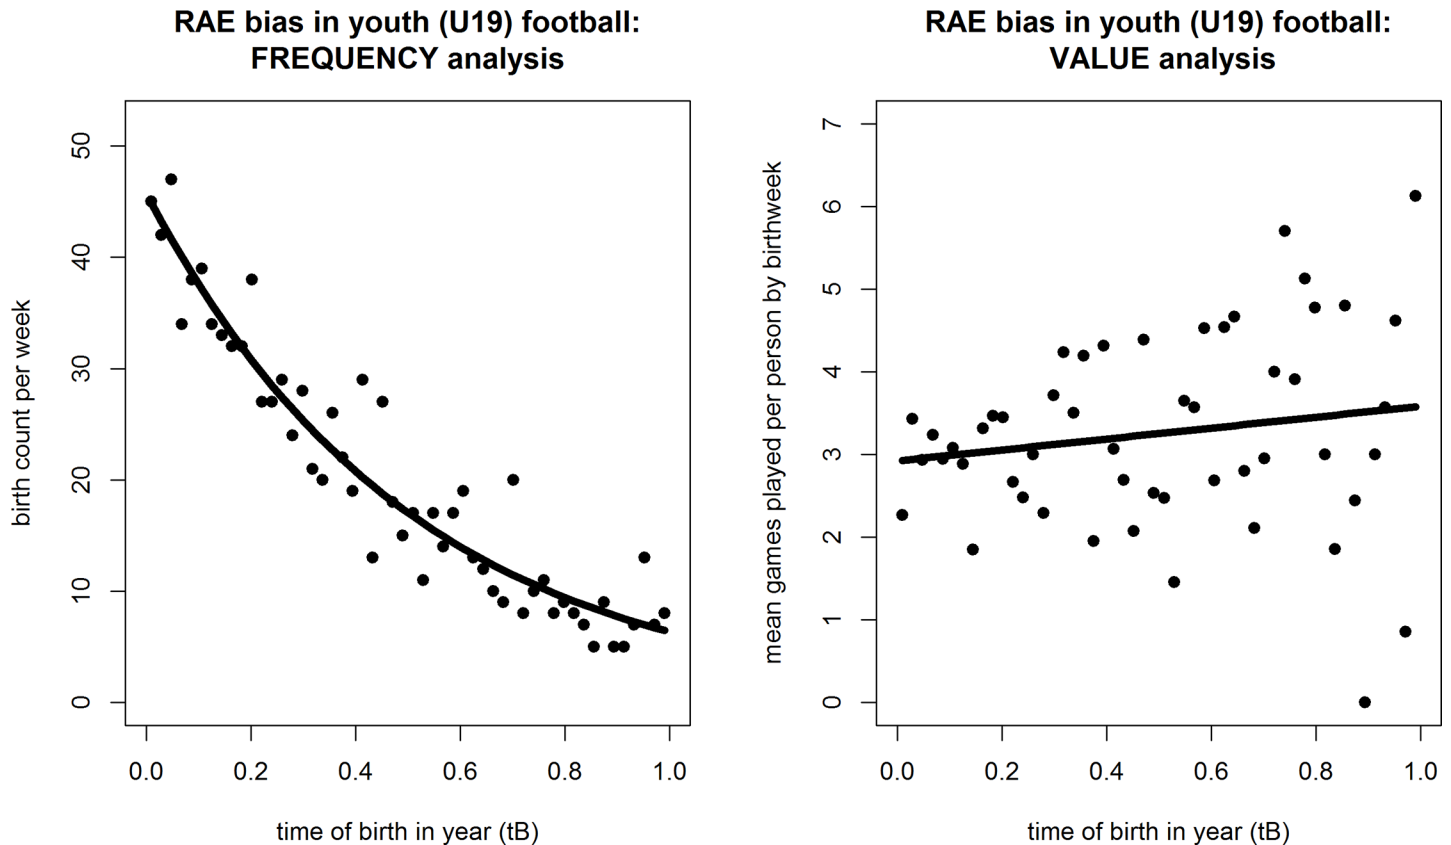 RAE bias in youth (U19) football:
FREQUENCY analysis
birth count per week
50
40
30
20
10
0
0.0 0.2 0.4 0.6 0.8 1.0
time of birth in year (tB)
RAE bias in youth (U19) football:
VALUE analysis
mean games played per person by birthweek
7
6
5
4
3
2
1
0
0.0 0.2 0.4 0.6 0.8 1.0
time of birth in year (tB)